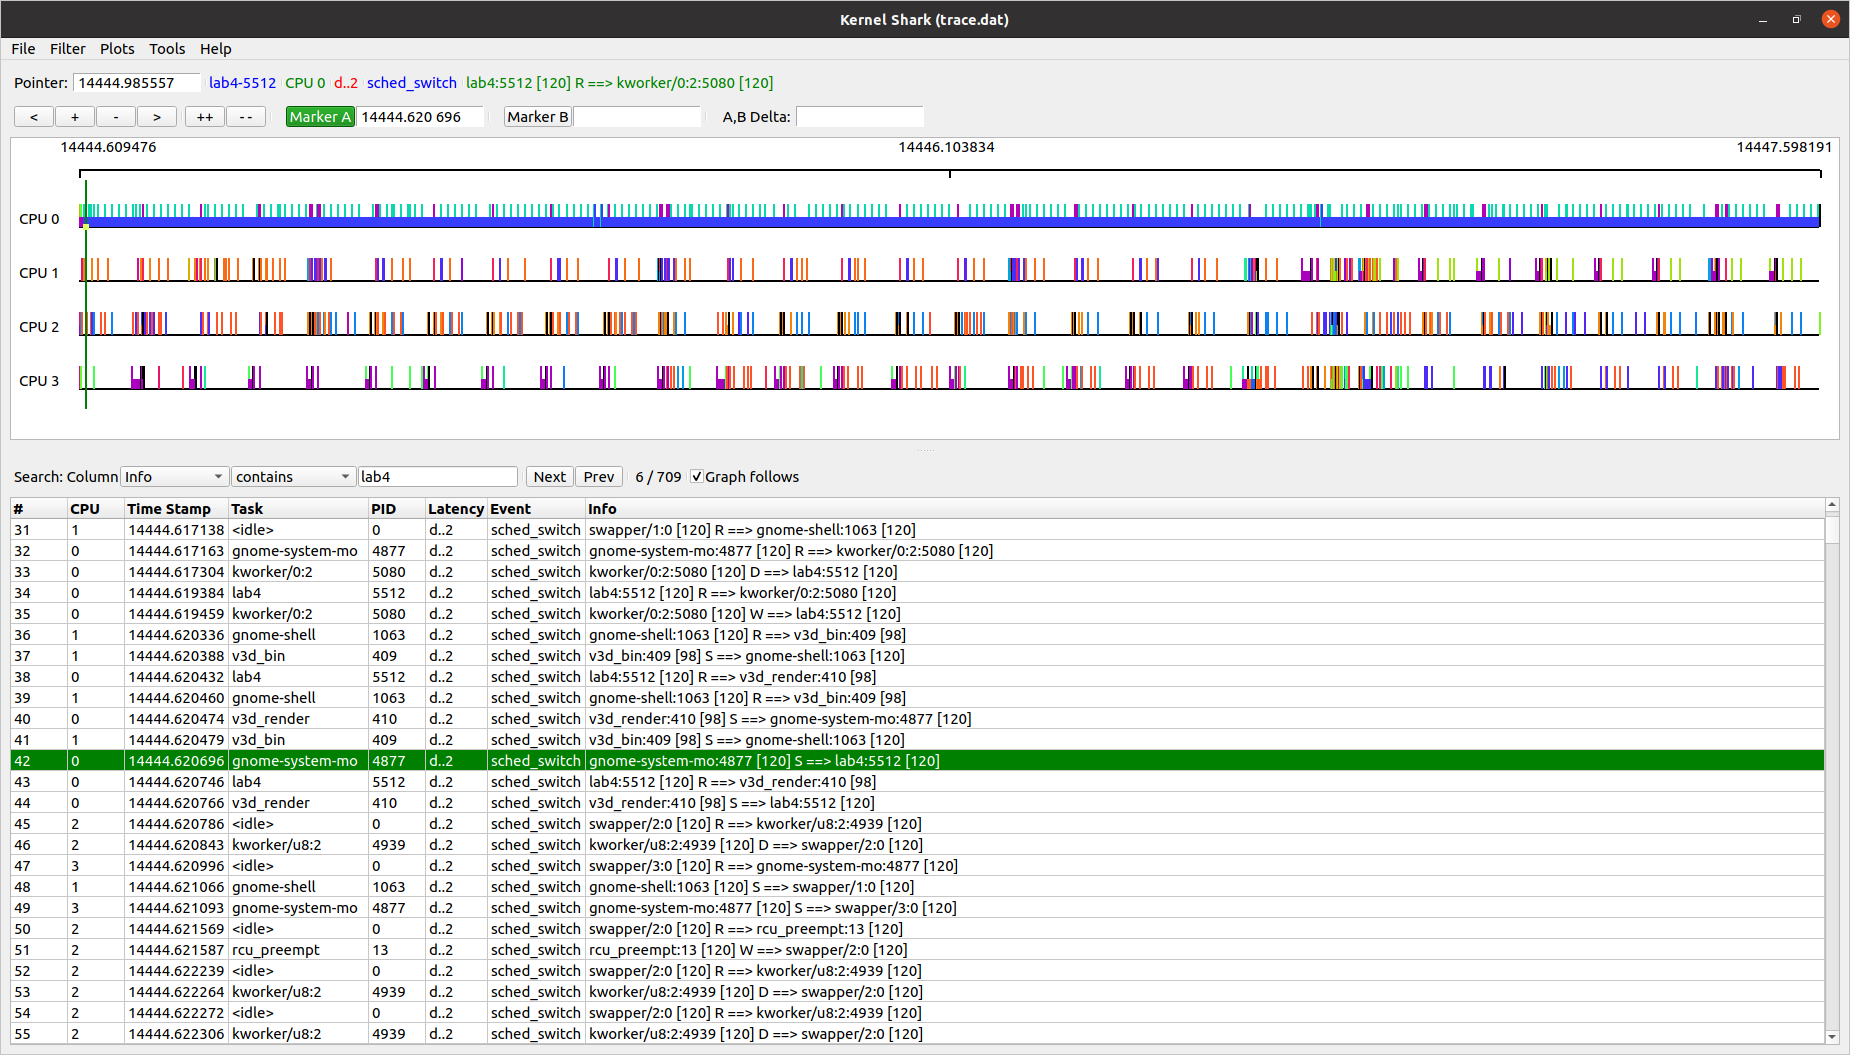 Kernel Shark (trace.dat)
File Filter Plots Tools Help
Pointer: 14444.985557 lab4-5512 CPU 0 d..2 sched_switch lab4:5512 [120] R ==> kworker/0:2:5080 [120]
< + - > ++ -- Marker A 14444.620 696 Marker B A,B Delta:
14444.609476 14446.103834 14447.598191
CPU 0
CPU 1
CPU 2
CPU 3
Search: Column Info contains lab4 Next Prev 6 / 709 Graph follows
# CPU Time Stamp Task PID Latency Event Info
31 1 14444.617138 <idle> 0 d..2 sched_switch swapper/1:0 [120] R ==> gnome-shell:1063 [120]
32 0 14444.617163 gnome-system-mo 4877 d..2 sched_switch gnome-system-mo:4877 [120] R ==> kworker/0:2:5080 [120]
33 0 14444.617304 kworker/0:2 5080 d..2 sched_switch kworker/0:2:5080 [120] D ==> lab4:5512 [120]
34 0 14444.619384 lab4 5512 d..2 sched_switch lab4:5512 [120] R ==> kworker/0:2:5080 [120]
35 0 14444.619459 kworker/0:2 5080 d..2 sched_switch kworker/0:2:5080 [120] W ==> lab4:5512 [120]
36 1 14444.620336 gnome-shell 1063 d..2 sched_switch gnome-shell:1063 [120] R ==> v3d_bin:409 [98]
37 1 14444.620388 v3d_bin 409 d..2 sched_switch v3d_bin:409 [98] S ==> gnome-shell:1063 [120]
38 0 14444.620432 lab4 5512 d..2 sched_switch lab4:5512 [120] R ==> v3d_render:410 [98]
39 1 14444.620460 gnome-shell 1063 d..2 sched_switch gnome-shell:1063 [120] R ==> v3d_bin:409 [98]
40 0 14444.620474 v3d_render 410 d..2 sched_switch v3d_render:410 [98] S ==> gnome-system-mo:4877 [120]
41 1 14444.620479 v3d_bin 409 d..2 sched_switch v3d_bin:409 [98] S ==> gnome-shell:1063 [120]
42 0 14444.620696 gnome-system-mo 4877 d..2 sched_switch gnome-system-mo:4877 [120] S ==> lab4:5512 [120]
43 0 14444.620746 lab4 5512 d..2 sched_switch lab4:5512 [120] R ==> v3d_render:410 [98]
44 0 14444.620766 v3d_render 410 d..2 sched_switch v3d_render:410 [98] S ==> lab4:5512 [120]
45 2 14444.620786 <idle> 0 d..2 sched_switch swapper/2:0 [120] R ==> kworker/u8:2:4939 [120]
46 2 14444.620843 kworker/u8:2 4939 d..2 sched_switch kworker/u8:2:4939 [120] D ==> swapper/2:0 [120]
47 3 14444.620996 <idle> 0 d..2 sched_switch swapper/3:0 [120] R ==> gnome-system-mo:4877 [120]
48 1 14444.621066 gnome-shell 1063 d..2 sched_switch gnome-shell:1063 [120] S ==> swapper/1:0 [120]
49 3 14444.621093 gnome-system-mo 4877 d..2 sched_switch gnome-system-mo:4877 [120] S ==> swapper/3:0 [120]
50 2 14444.621569 <idle> 0 d..2 sched_switch swapper/2:0 [120] R ==> rcu_preempt:13 [120]
51 2 14444.621587 rcu_preempt 13 d..2 sched_switch rcu_preempt:13 [120] W ==> swapper/2:0 [120]
52 2 14444.622239 <idle> 0 d..2 sched_switch swapper/2:0 [120] R ==> kworker/u8:2:4939 [120]
53 2 14444.622264 kworker/u8:2 4939 d..2 sched_switch kworker/u8:2:4939 [120] D ==> swapper/2:0 [120]
54 2 14444.622272 <idle> 0 d..2 sched_switch swapper/2:0 [120] R ==> kworker/u8:2:4939 [120]
55 2 14444.622306 kworker/u8:2 4939 d..2 sched_switch kworker/u8:2:4939 [120] D ==> swapper/2:0 [120]